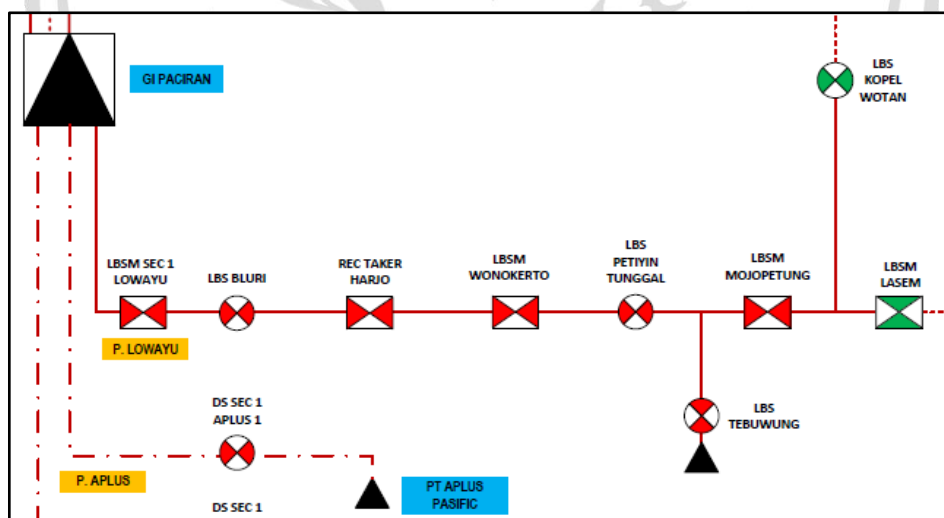 GI PACIRAN
LBS
KOPEL
WOTAN
LBSM SEC 1
LOWAYU
LBS BLURI
REC TAKER
HARJO
LBSM
WONOKERTO
LBS
PETIYIN
TUNGGAL
LBSM
MOJOPETUNG
LBSM
LASEM
P. LOWAYU
DS SEC 1
APLUS 1
LBS
TEBUWUNG
P. APLUS
PT APLUS
PASIFIC
DS SEC 1